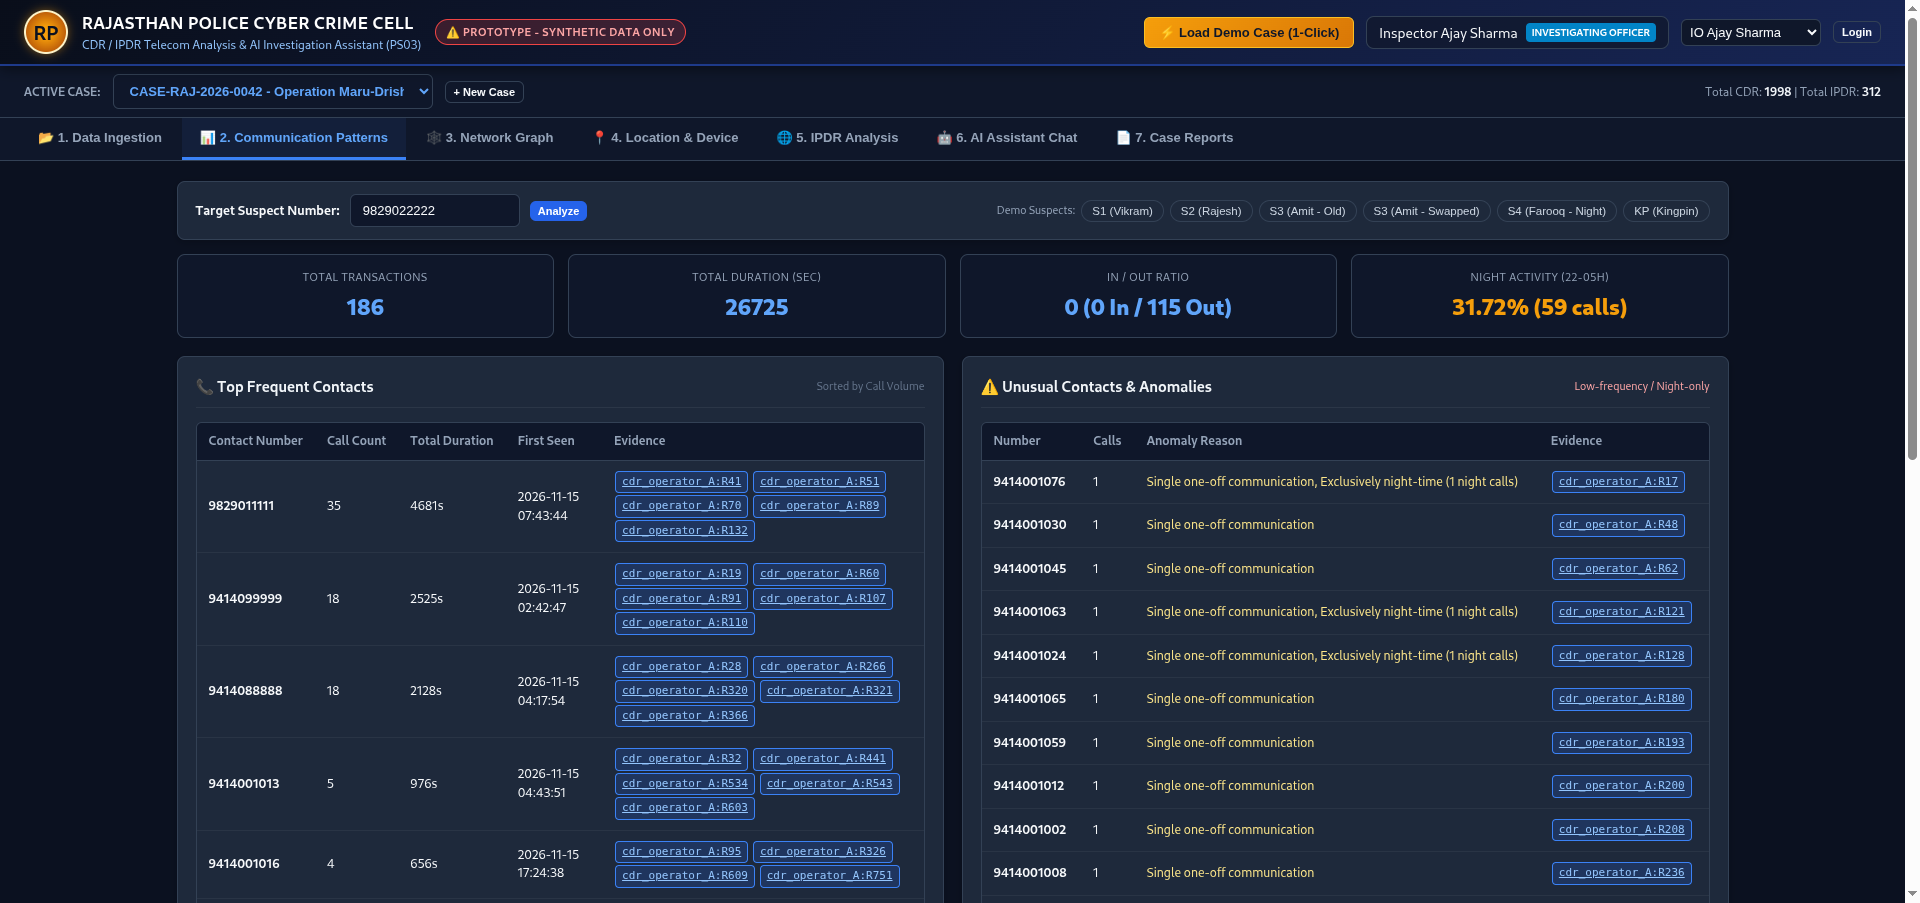 RP
RAJASTHAN POLICE CYBER CRIME CELL
CDR / IPDR Telecom Analysis & AI Investigation Assistant (PS03)
⚠️ PROTOTYPE - SYNTHETIC DATA ONLY
⚡ Load Demo Case (1-Click)
Inspector Ajay Sharma INVESTIGATING OFFICER
IO Ajay Sharma
Login
ACTIVE CASE: CASE-RAJ-2026-0042 - Operation Maru-Drish
+ New Case
Total CDR: 1998 | Total IPDR: 312
📂 1. Data Ingestion
📊 2. Communication Patterns
🕸️ 3. Network Graph
📍 4. Location & Device
🌐 5. IPDR Analysis
🤖 6. AI Assistant Chat
📄 7. Case Reports
Target Suspect Number: 9829022222 Analyze
Demo Suspects: S1 (Vikram) S2 (Rajesh) S3 (Amit - Old) S3 (Amit - Swapped) S4 (Farooq - Night) KP (Kingpin)
TOTAL TRANSACTIONS
186
TOTAL DURATION (SEC)
26725
IN / OUT RATIO
0 (0 In / 115 Out)
NIGHT ACTIVITY (22-05H)
31.72% (59 calls)
📞 Top Frequent Contacts
Sorted by Call Volume
Contact Number Call Count Total Duration First Seen Evidence
9829011111 35 4681s 2026-11-15 07:43:44
cdr_operator_A:R41 cdr_operator_A:R51
cdr_operator_A:R70 cdr_operator_A:R89
cdr_operator_A:R132
9414099999 18 2525s 2026-11-15 02:42:47
cdr_operator_A:R19 cdr_operator_A:R60
cdr_operator_A:R91 cdr_operator_A:R107
cdr_operator_A:R110
9414088888 18 2128s 2026-11-15 04:17:54
cdr_operator_A:R28 cdr_operator_A:R266
cdr_operator_A:R320 cdr_operator_A:R321
cdr_operator_A:R366
9414001013 5 976s 2026-11-15 04:43:51
cdr_operator_A:R32 cdr_operator_A:R441
cdr_operator_A:R534 cdr_operator_A:R543
cdr_operator_A:R603
9414001016 4 656s 2026-11-15 17:24:38
cdr_operator_A:R95 cdr_operator_A:R326
cdr_operator_A:R609 cdr_operator_A:R751
⚠️ Unusual Contacts & Anomalies
Low-frequency / Night-only
Number Calls Anomaly Reason Evidence
9414001076 1 Single one-off communication, Exclusively night-time (1 night calls) cdr_operator_A:R17
9414001030 1 Single one-off communication cdr_operator_A:R48
9414001045 1 Single one-off communication cdr_operator_A:R62
9414001063 1 Single one-off communication, Exclusively night-time (1 night calls) cdr_operator_A:R121
9414001024 1 Single one-off communication, Exclusively night-time (1 night calls) cdr_operator_A:R128
9414001065 1 Single one-off communication cdr_operator_A:R180
9414001059 1 Single one-off communication cdr_operator_A:R193
9414001012 1 Single one-off communication cdr_operator_A:R200
9414001002 1 Single one-off communication cdr_operator_A:R208
9414001008 1 Single one-off communication cdr_operator_A:R236